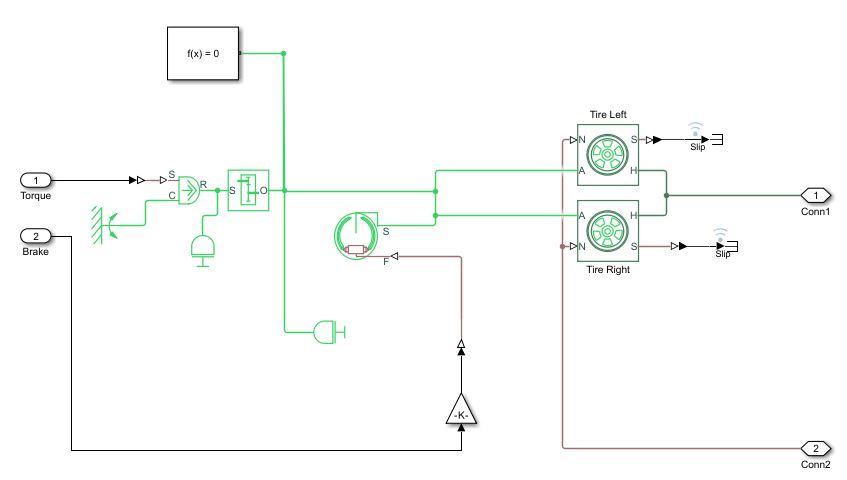 f(x) = 0
Tire Left
N
S
Slip
A
H
1
Torque
S
R
C
S
O
1
Conn1
2
Brake
S
F
A
H
N
S
Slip
Tire Right
-K-
2
Conn2